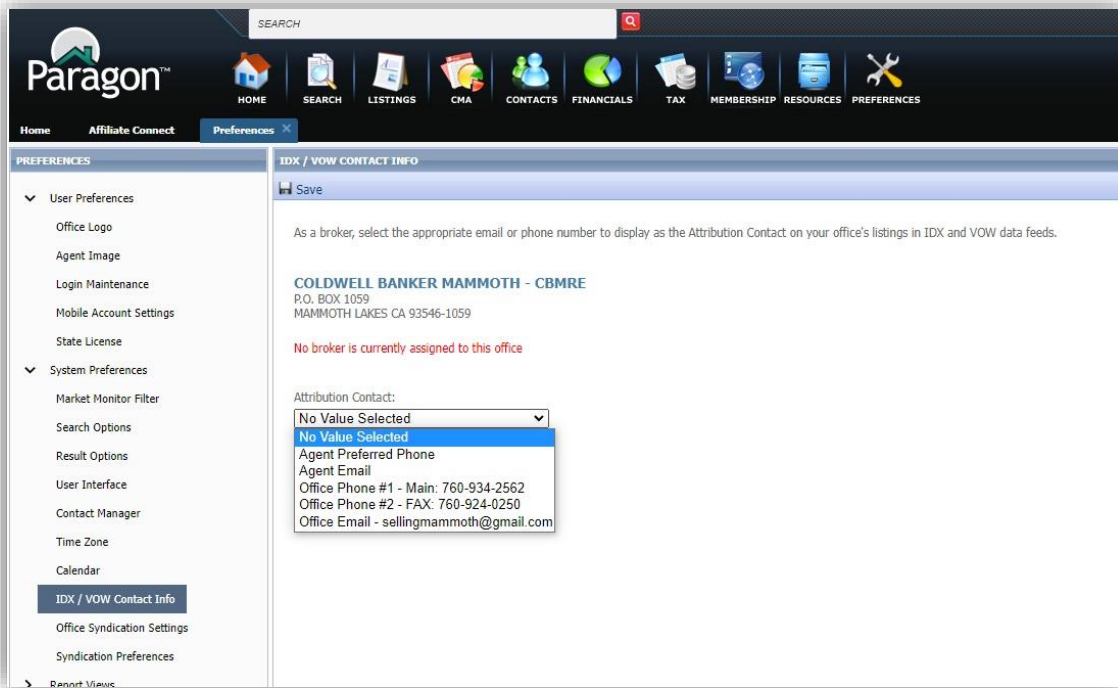 SEARCH
Paragon™
HOME
SEARCH
LISTINGS
CMA
CONTACTS
FINANCIALS
TAX
MEMBERSHIP
RESOURCES
PREFERENCES
Home
Affiliate Connect
Preferences
PREFERENCES
User Preferences
Office Logo
Agent Image
Login Maintenance
Mobile Account Settings
State License
System Preferences
Market Monitor Filter
Search Options
Result Options
User Interface
Contact Manager
Time Zone
Calendar
IDX / VOW Contact Info
Office Syndication Settings
Syndication Preferences
Report Views
IDX / VOW CONTACT INFO
Save
As a broker, select the appropriate email or phone number to display as the Attribution Contact on your office's listings in IDX and VOW data feeds.
COLDWELL BANKER MAMMOTH - CBMRE
P.O. BOX 1059
MAMMOTH LAKES CA 93546-1059
No broker is currently assigned to this office
Attribution Contact:
No Value Selected
No Value Selected
Agent Preferred Phone
Agent Email
Office Phone #1 - Main: 760-934-2562
Office Phone #2 - FAX: 760-924-0250
Office Email - sellingmammoth@gmail.com